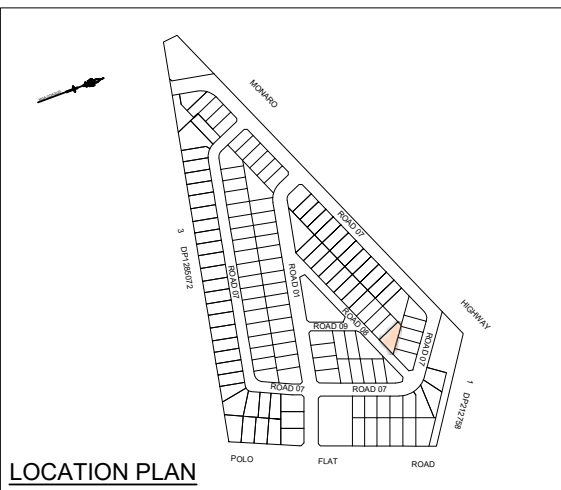 MONARO
HIGHWAY
ROAD 07
ROAD 07
ROAD 01
ROAD 08
ROAD 09
ROAD 07
ROAD 07
ROAD 07
3 DP1285072
1 DP212758
POLO FLAT ROAD
LOCATION PLAN